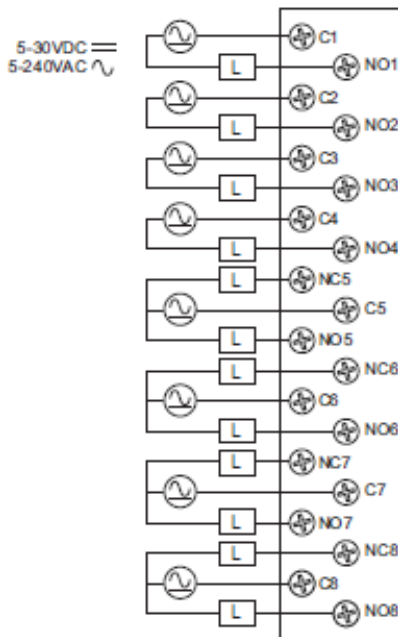 C1
5-30VDC
5-240VAC
L NO1
C2
L NO2
C3
L NO3
C4
L NO4
L NC5
C5
L NO5
L NC6
C6
L NO6
L NC7
C7
L NO7
L NC8
C8
L NO8